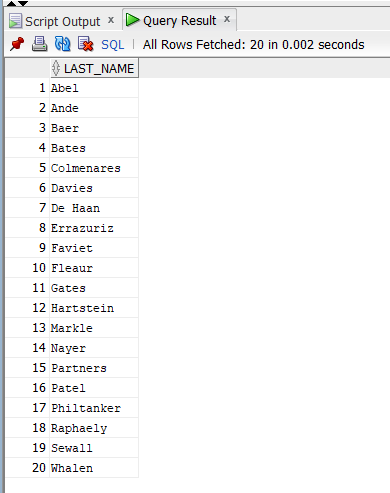 Script Output x Query Result x
SQL | All Rows Fetched: 20 in 0.002 seconds
LAST_NAME
1 Abel
2 Ande
3 Baer
4 Bates
5 Colmenares
6 Davies
7 De Haan
8 Errazuriz
9 Faviet
10 Fleaur
11 Gates
12 Hartstein
13 Markle
14 Nayer
15 Partners
16 Patel
17 Philtanker
18 Raphaely
19 Sewall
20 Whalen